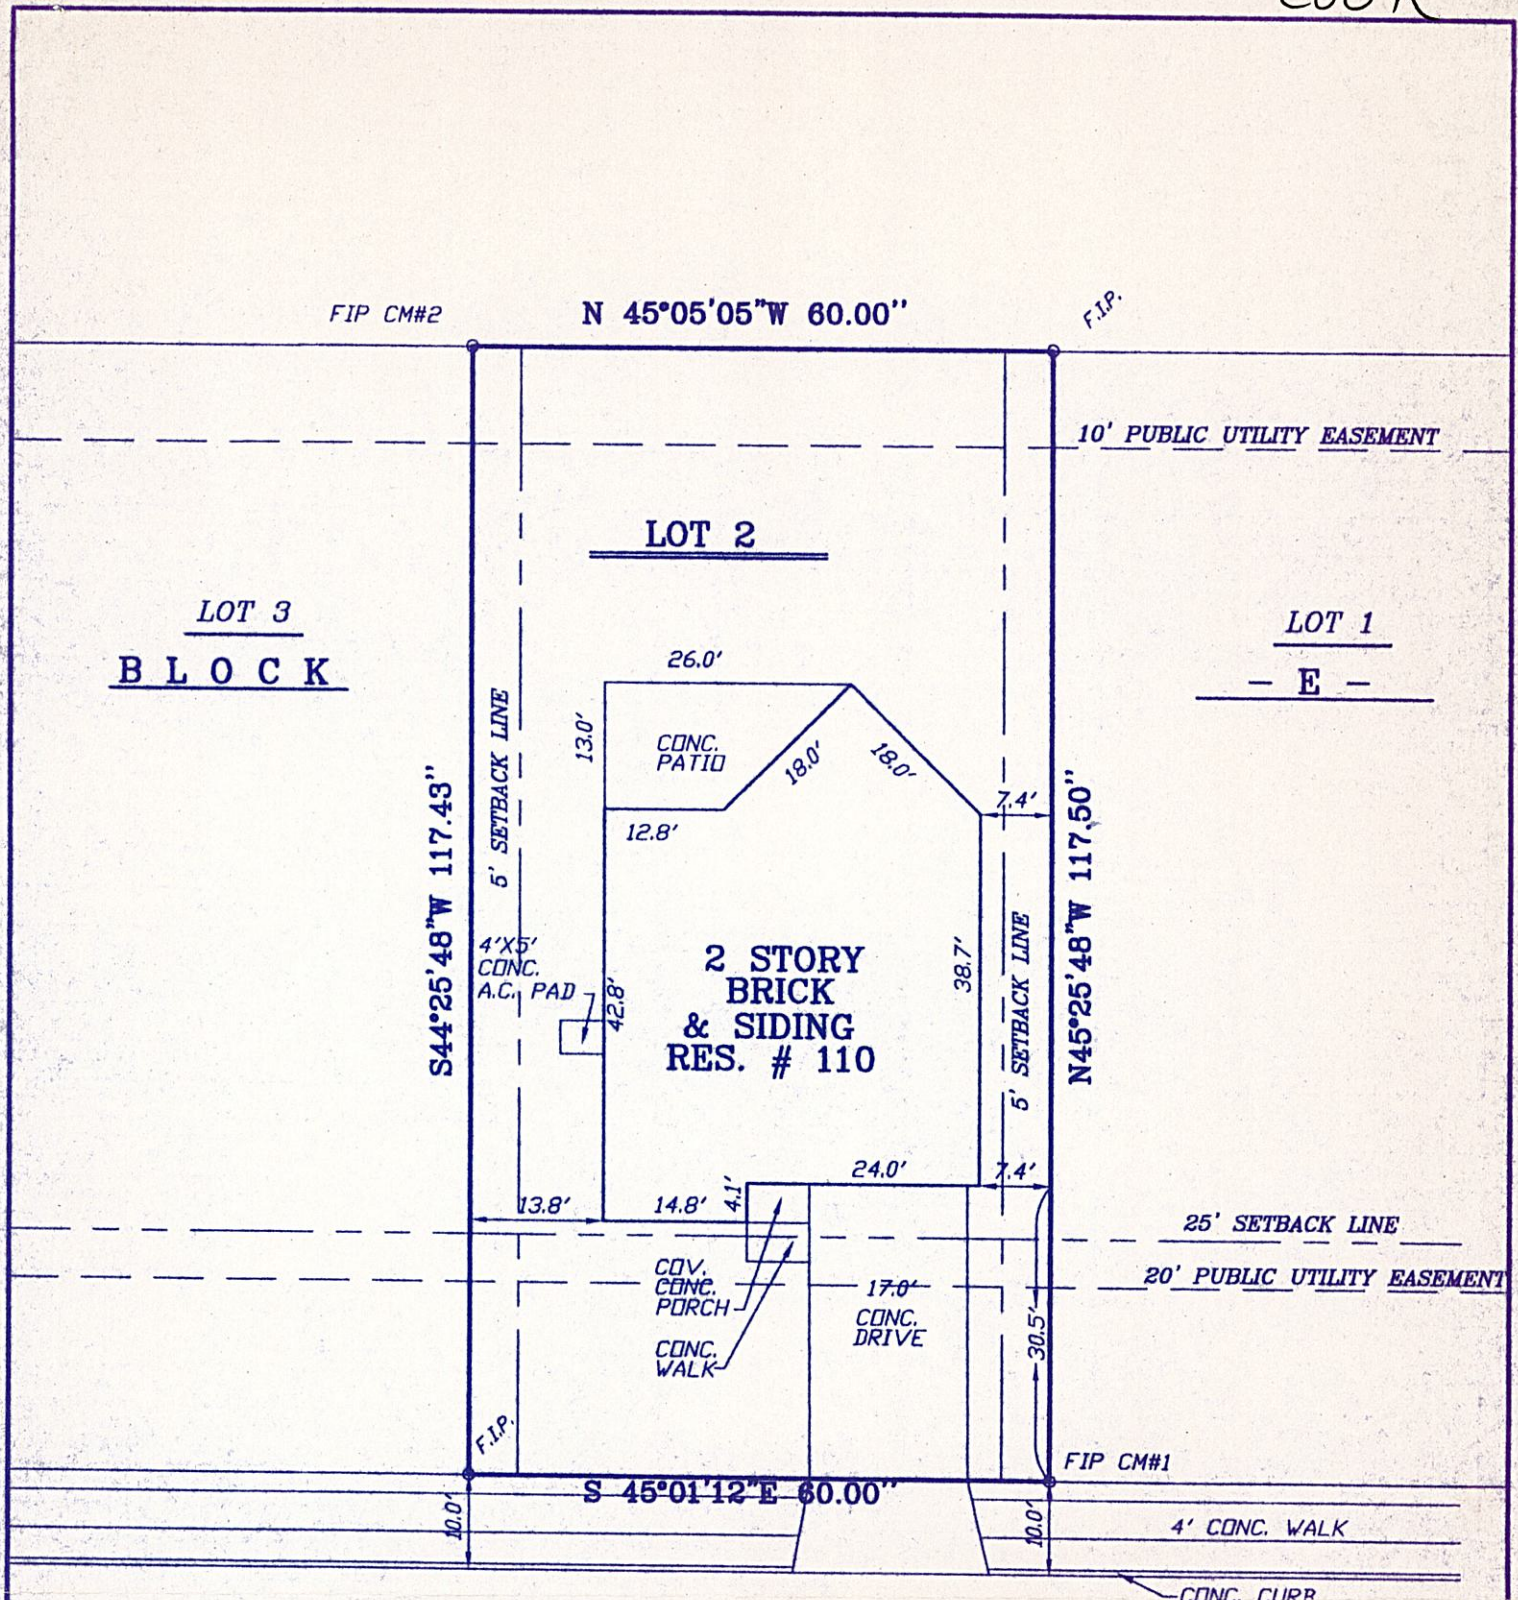 FIP CM#2
N 45°05'05"W 60.00"
F.I.P.
10' PUBLIC UTILITY EASEMENT
LOT 2
LOT 3
BLOCK
LOT 1
- E -
26.0'
13.0'
CONC.
PATIO
18.0'
18.0'
5' SETBACK LINE
7.4'
12.8'
S44°25'48"W 117.43"
N45°25'48"W 117.50"
4'X5'
CONC.
A.C. PAD
42.8'
2 STORY
BRICK
& SIDING
RES. # 110
38.7'
5' SETBACK LINE
24.0'
7.4'
4.1'
13.8'
14.8'
25' SETBACK LINE
COV.
CONC.
PORCH
20' PUBLIC UTILITY EASEMENT
17.0'
CONC.
DRIVE
30.5'
CONC.
WALK
F.I.P.
FIP CM#1
S 45°01'12"E 60.00"
10.0'
10.0'
4' CONC. WALK
CONC. CURB